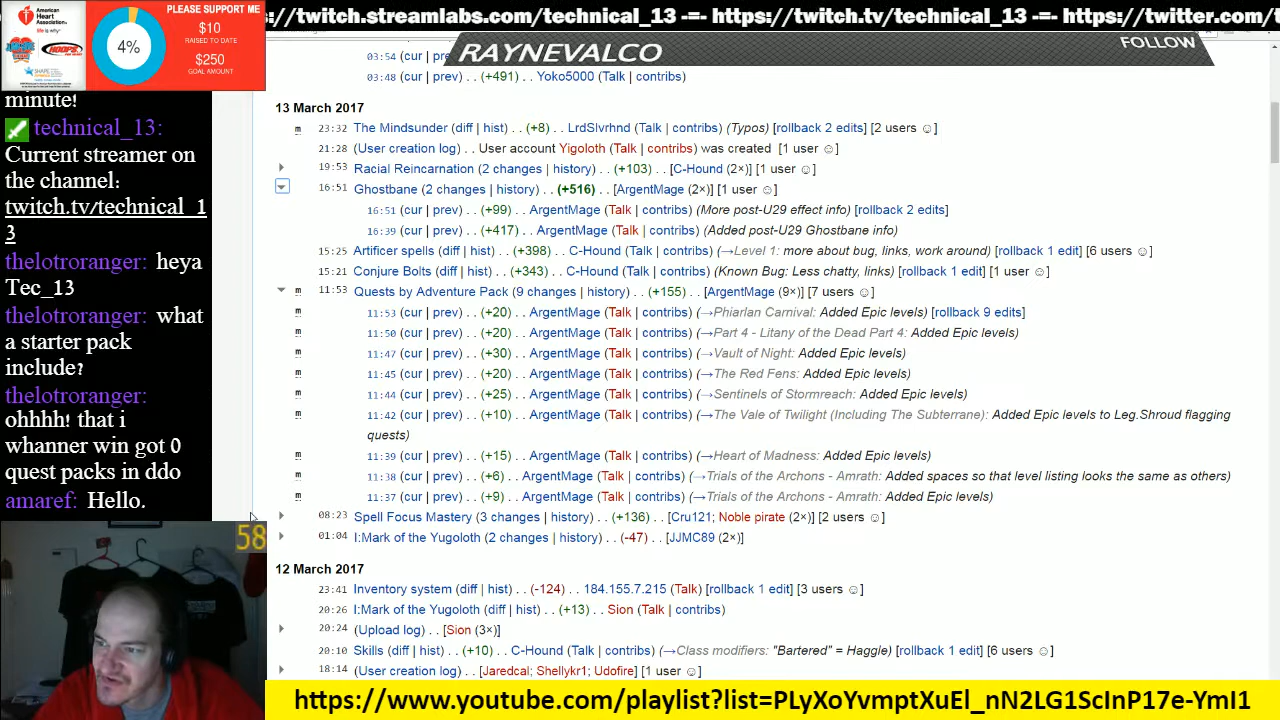 /twitch.streamlabs.com/technical_13 -=- https://twitch.tv/technical_13 -=- https://twitter.com/
American Heart Association®
life is why™
4%
PLEASE SUPPORT ME
$10
RAISED TO DATE
$250
GOAL AMOUNT
RAYNEVALCO
FOLLOW
minute!
technical_13:
Current streamer on
the channel:
twitch.tv/technical_1
3
thelotroranger: heya
Tec_13
thelotroranger: what
a starter pack
include?
thelotroranger:
ohhhh! that i
whanner win got 0
quest packs in ddo
amaref: Hello.
58
03:54 (cur | pre
03:48 (cur | prev) . . (+491) . . Yoko5000 (Talk | contribs)
13 March 2017
m 23:32 The Mindsunder (diff | hist) . . (+8) . . LrdSlvrhnd (Talk | contribs) (Typos) [rollback 2 edits] [2 users ☺]
21:28 (User creation log) . . User account Yigoloth (Talk | contribs) was created [1 user ☺]
19:53 Racial Reincarnation (2 changes | history) . . (+103) . . [C-Hound (2×)] [1 user ☺]
16:51 Ghostbane (2 changes | history) . . (+516) . . [ArgentMage (2×)] [1 user ☺]
16:51 (cur | prev) . . (+99) . . ArgentMage (Talk | contribs) (More post-U29 effect info) [rollback 2 edits]
16:39 (cur | prev) . . (+417) . . ArgentMage (Talk | contribs) (Added post-U29 Ghostbane info)
15:25 Artificer spells (diff | hist) . . (+398) . . C-Hound (Talk | contribs) (→Level 1: more about bug, links, work around) [rollback 1 edit] [6 users ☺]
15:21 Conjure Bolts (diff | hist) . . (+343) . . C-Hound (Talk | contribs) (Known Bug: Less chatty, links) [rollback 1 edit] [1 user ☺]
m 11:53 Quests by Adventure Pack (9 changes | history) . . (+155) . . [ArgentMage (9×)] [7 users ☺]
m 11:53 (cur | prev) . . (+20) . . ArgentMage (Talk | contribs) (→Phiarlan Carnival: Added Epic levels) [rollback 9 edits]
m 11:50 (cur | prev) . . (+20) . . ArgentMage (Talk | contribs) (→Part 4 - Litany of the Dead Part 4: Added Epic levels)
m 11:47 (cur | prev) . . (+30) . . ArgentMage (Talk | contribs) (→Vault of Night: Added Epic levels)
m 11:45 (cur | prev) . . (+20) . . ArgentMage (Talk | contribs) (→The Red Fens: Added Epic levels)
m 11:44 (cur | prev) . . (+25) . . ArgentMage (Talk | contribs) (→Sentinels of Stormreach: Added Epic levels)
m 11:42 (cur | prev) . . (+10) . . ArgentMage (Talk | contribs) (→The Vale of Twilight (Including The Subterrane): Added Epic levels to Leg.Shroud flagging
quests)
m 11:39 (cur | prev) . . (+15) . . ArgentMage (Talk | contribs) (→Heart of Madness: Added Epic levels)
m 11:38 (cur | prev) . . (+6) . . ArgentMage (Talk | contribs) (→Trials of the Archons - Amrath: Added spaces so that level listing looks the same as others)
m 11:37 (cur | prev) . . (+9) . . ArgentMage (Talk | contribs) (→Trials of the Archons - Amrath: Added Epic levels)
08:23 Spell Focus Mastery (3 changes | history) . . (+136) . . [Cru121; Noble pirate (2×)] [2 users ☺]
01:04 I:Mark of the Yugoloth (2 changes | history) . . (-47) . . [JJMC89 (2×)]
12 March 2017
23:41 Inventory system (diff | hist) . . (-124) . . 184.155.7.215 (Talk) [rollback 1 edit] [3 users ☺]
20:26 I:Mark of the Yugoloth (diff | hist) . . (+13) . . Sion (Talk | contribs)
20:24 (Upload log) . . [Sion (3×)]
20:10 Skills (diff | hist) . . (+10) . . C-Hound (Talk | contribs) (→Class modifiers: "Bartered" = Haggle) [rollback 1 edit] [6 users ☺]
18:14 (User creation log) . . [Jaredcal; Shellykr1; Udofire] [1 user ☺]
https://www.youtube.com/playlist?list=PLyXoYvmptXuEl_nN2LG1ScInP17e-YmI1